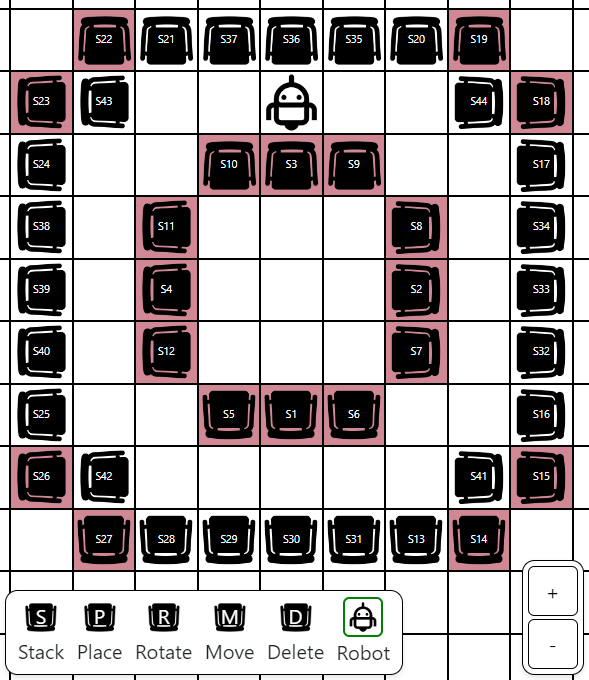 S22 S21 S37 S36 S35 S20 S19
S23 S43 S44 S18
S24 S10 S3 S9 S17
S38 S11 S8 S34
S39 S4 S2 S33
S40 S12 S7 S32
S25 S5 S1 S6 S16
S26 S42 S41 S15
S27 S28 S29 S30 S31 S13 S14
+
S P R M D
Stack Place Rotate Move Delete Robot
-